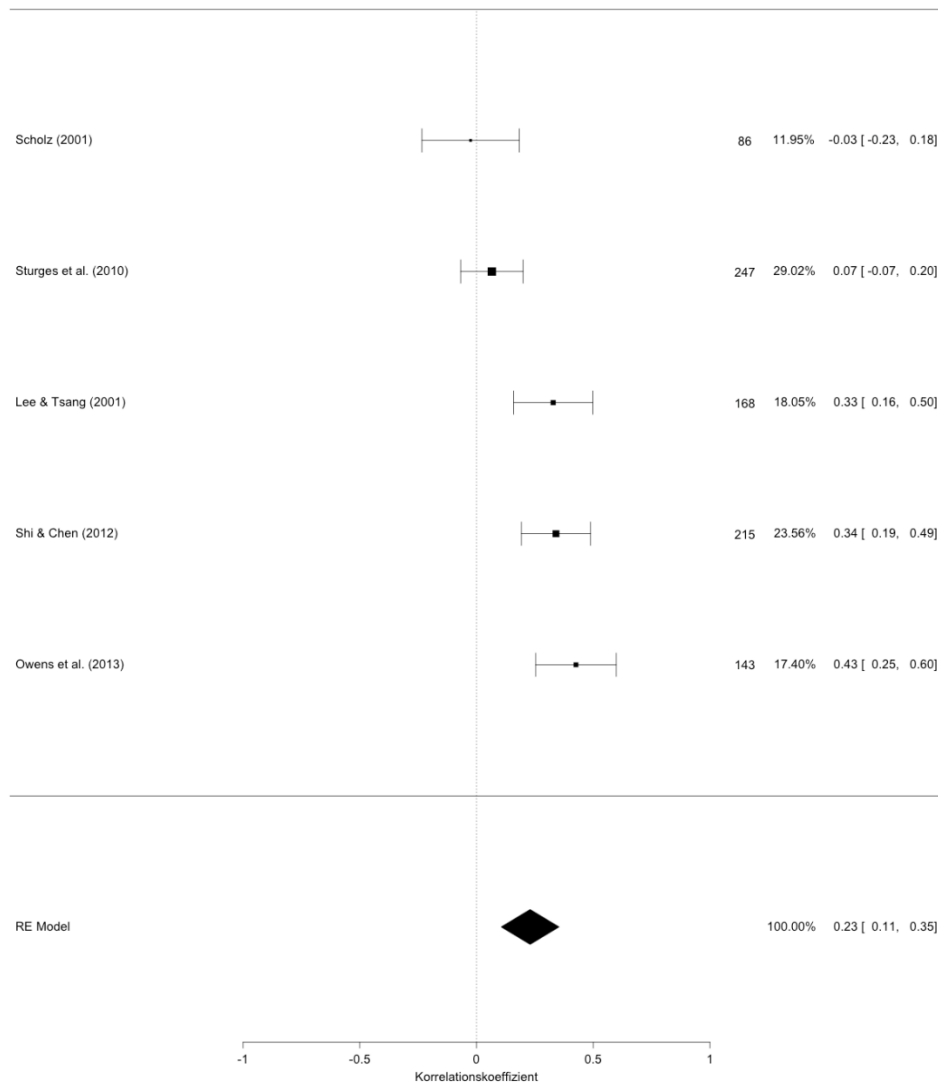 Scholz (2001) 86 11.95% -0.03 [ -0.23, 0.18]
Sturges et al. (2010) 247 29.02% 0.07 [ -0.07, 0.20]
Lee & Tsang (2001) 168 18.05% 0.33 [ 0.16, 0.50]
Shi & Chen (2012) 215 23.56% 0.34 [ 0.19, 0.49]
Owens et al. (2013) 143 17.40% 0.43 [ 0.25, 0.60]
RE Model 100.00% 0.23 [ 0.11, 0.35]
-1 -0.5 0 0.5 1
Korrelationskoeffizient